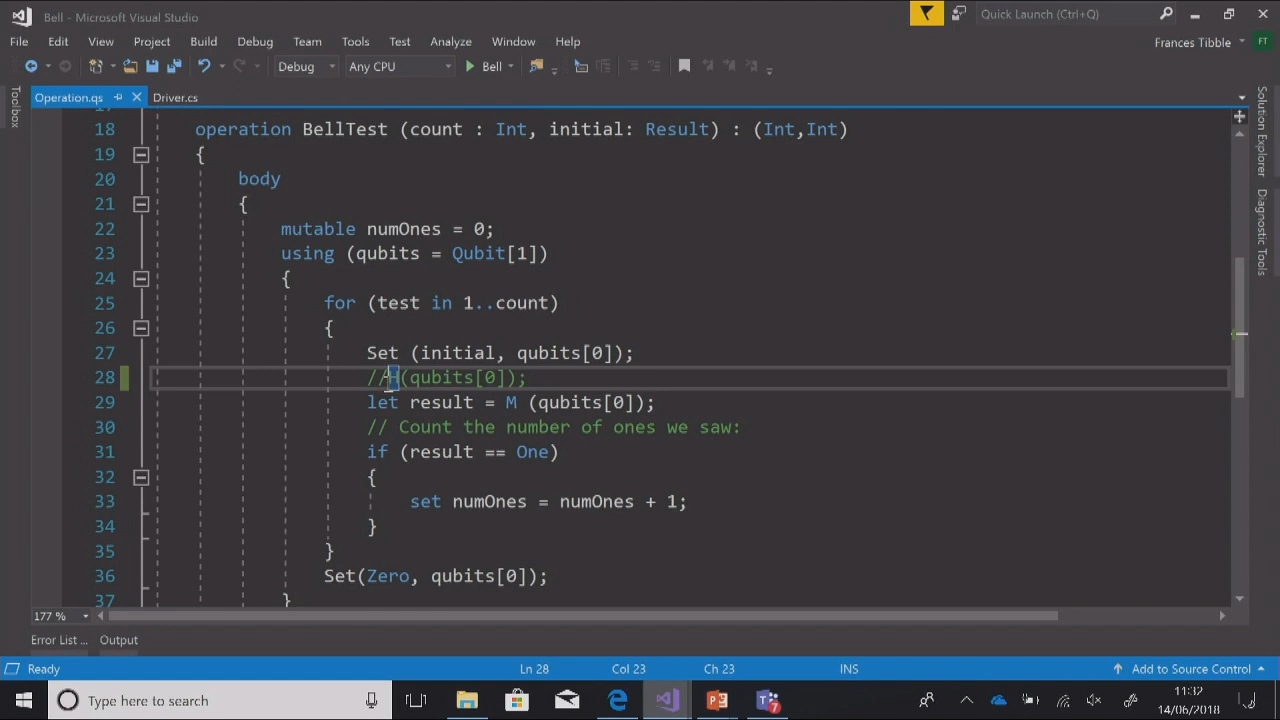 Bell - Microsoft Visual Studio
Quick Launch (Ctrl+Q)
File Edit View Project Build Debug Team Tools Test Analyze Window Help
Frances Tibble FT
Debug Any CPU Bell
Operation.qs Driver.cs
Toolbox
Solution Explorer
Diagnostic Tools
18 operation BellTest (count : Int, initial: Result) : (Int,Int)
19 {
20 body
21 {
22 mutable numOnes = 0;
23 using (qubits = Qubit[1])
24 {
25 for (test in 1..count)
26 {
27 Set (initial, qubits[0]);
28 //H(qubits[0]);
29 let result = M (qubits[0]);
30 // Count the number of ones we saw:
31 if (result == One)
32 {
33 set numOnes = numOnes + 1;
34 }
35 }
36 Set(Zero, qubits[0]);
37 }
177 %
Error List ... Output
Ready Ln 28 Col 23 Ch 23 INS Add to Source Control
Type here to search
11:32
14/06/2018